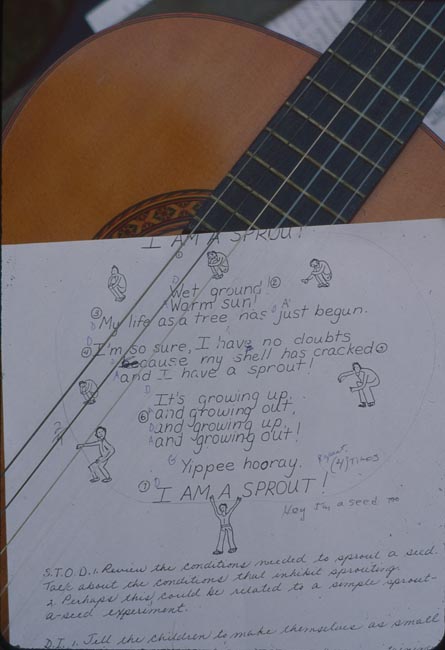 I AM A SPROUT!
Wet ground! ②
Warm sun!
③ My life as a tree has just begun.
④ I'm so sure, I have no doubts
because my shell has cracked
and I have a sprout!
It's growing up,
⑥ and growing out,
and growing up,
and growing out!
Yippee hooray.
Repeat (4) times
⑦ I AM A SPROUT!
Hey I'm a seed no
S.T.O.D. 1. Review the conditions needed to sprout a seed.
Talk about the conditions that inhibit sprouting.
2. Perhaps this could be related to a simple sprout-
a-seed experiment.
D.T. 1. Tell the children to make themselves as small